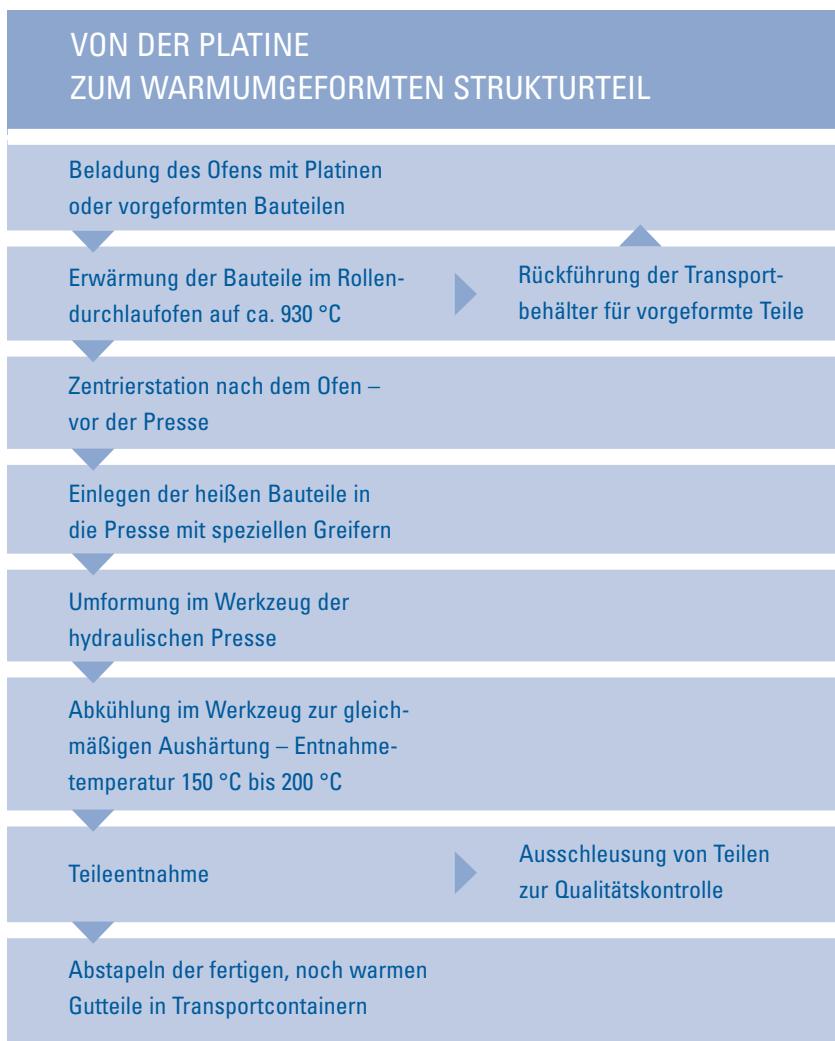 VON DER PLATINE
ZUM WARMUMGEFORMTEN STRUKTURTEIL
Beladung des Ofens mit Platinen
oder vorgeformten Bauteilen
Erwärmung der Bauteile im Rollen-
durchlaufofen auf ca. 930 °C
Rückführung der Transport-
behälter für vorgeformte Teile
Zentrierstation nach dem Ofen –
vor der Presse
Einlegen der heißen Bauteile in
die Presse mit speziellen Greifern
Umformung im Werkzeug der
hydraulischen Presse
Abkühlung im Werkzeug zur gleich-
mäßigen Aushärtung – Entnahme-
temperatur 150 °C bis 200 °C
Teileentnahme
Ausschleusung von Teilen
zur Qualitätskontrolle
Abstapeln der fertigen, noch warmen
Gutteile in Transportcontainern